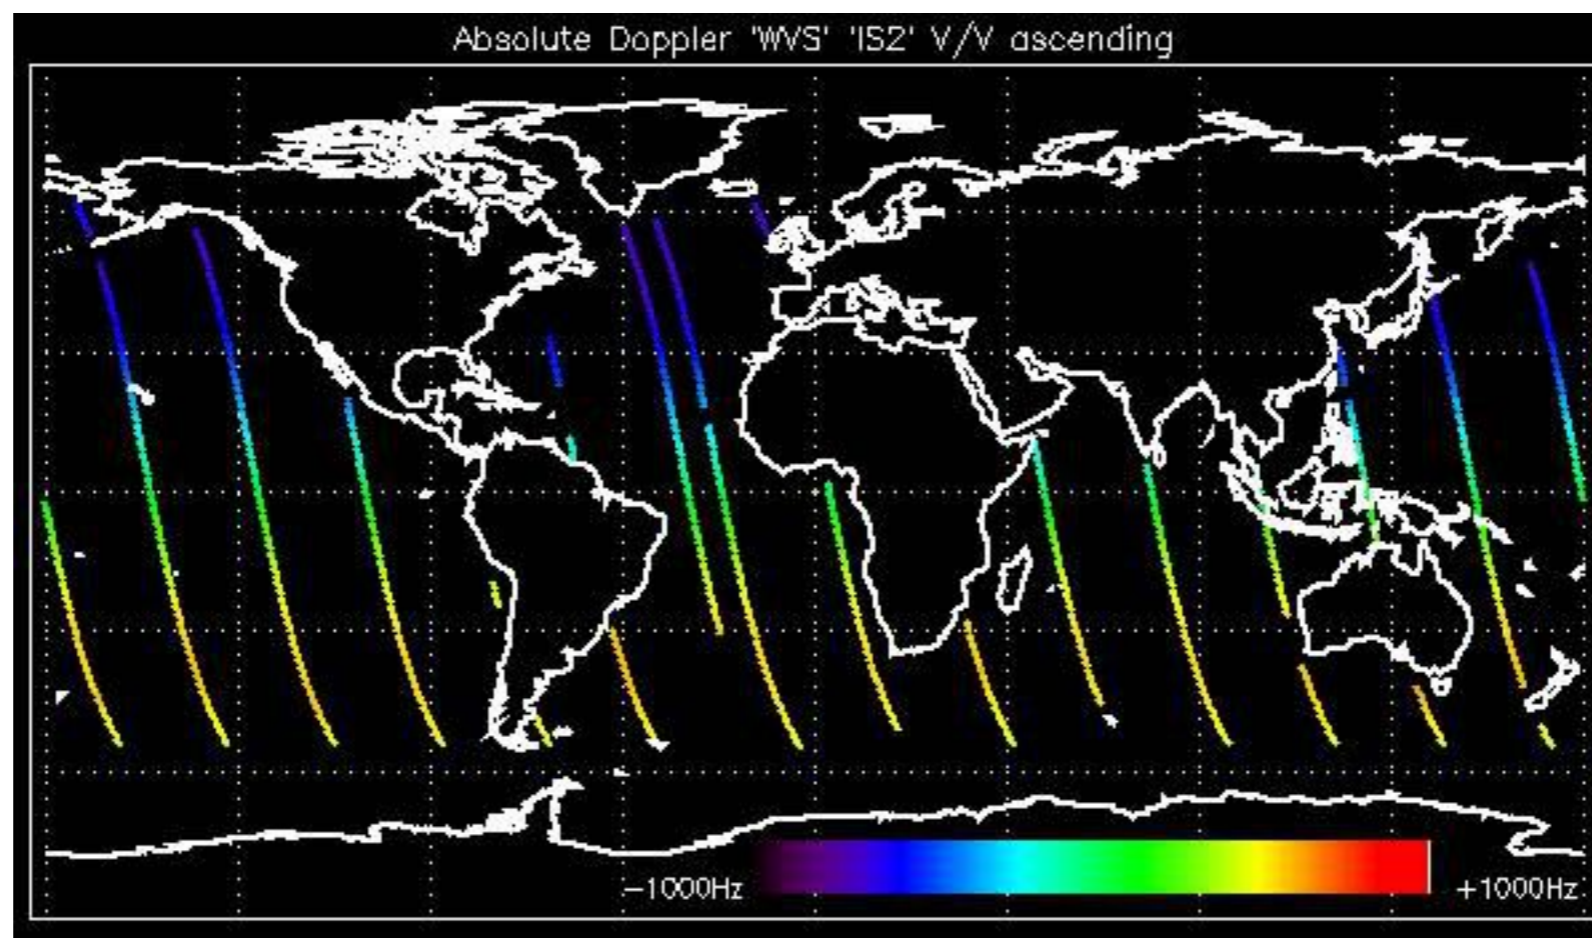 Absolute Doppler 'WVS' 'IS2' V/V ascending
-1000Hz +1000Hz